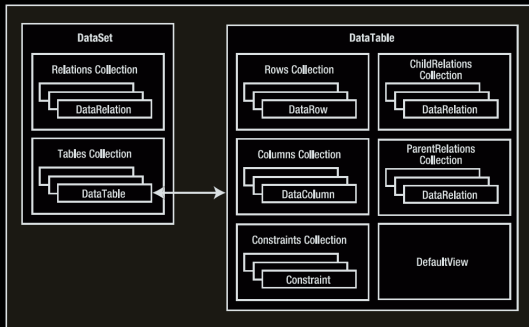 DataSet
Relations Collection
DataRelation
Tables Collection
DataTable
DataTable
Rows Collection
DataRow
ChildRelations
Collection
DataRelation
Columns Collection
DataColumn
ParentRelations
Collection
DataRelation
Constraints Collection
Constraint
DefaultView